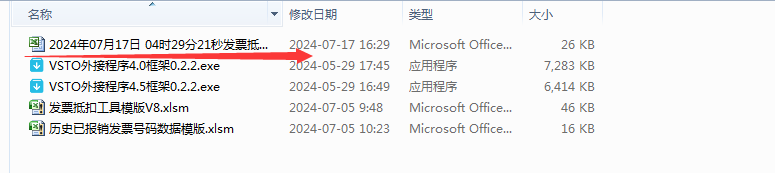 名称 修改日期 类型 大小
2024年07月17日 04时29分21秒发票抵... 2024-07-17 16:29 Microsoft Office... 26 KB
VSTO外接程序4.0框架0.2.2.exe 2024-05-29 17:45 应用程序 7,283 KB
VSTO外接程序4.5框架0.2.2.exe 2024-05-29 16:49 应用程序 6,414 KB
发票抵扣工具模版V8.xlsm 2024-07-05 9:48 Microsoft Office... 46 KB
历史已报销发票号码数据模版.xlsm 2024-07-05 10:23 Microsoft Office... 16 KB